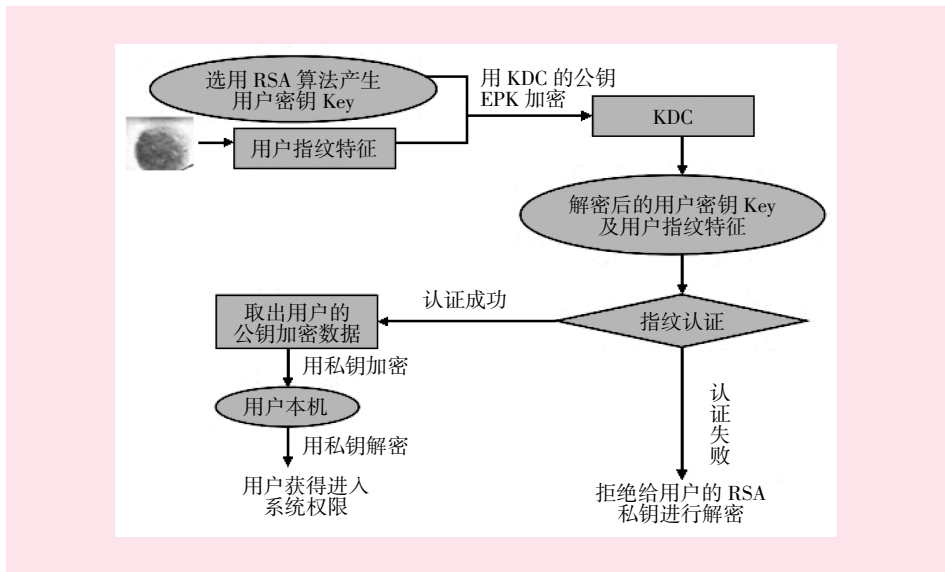 选用 RSA 算法产生
用户密钥 Key
用 KDC 的公钥
EPK 加密
KDC
用户指纹特征
解密后的用户密钥 Key
及用户指纹特征
认证成功
取出用户的
公钥加密数据
指纹认证
用私钥加密
用户本机
认
证
失
败
用私钥解密
用户获得进入
系统权限
拒绝给用户的 RSA
私钥进行解密